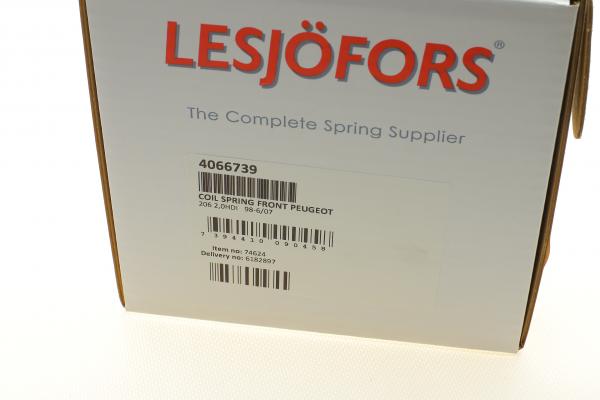 LESJÖFORS®
The Complete Spring Supplier
4066739
COIL SPRING FRONT PEUGEOT
206 2,0HDi 98-6/07
7 394410 090458
Item no: 74624
Delivery no: 6182897